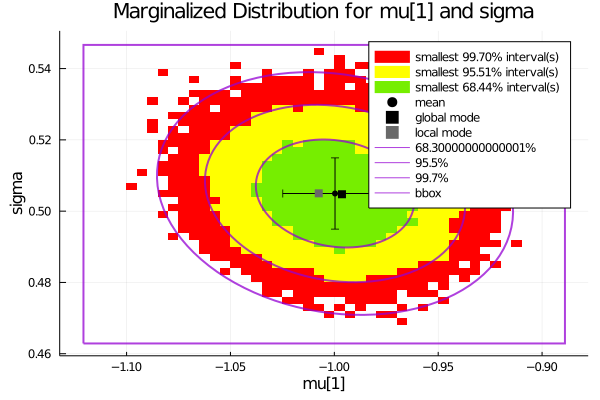 Marginalized Distribution for mu[1] and sigma
smallest 99.70% interval(s)
smallest 95.51% interval(s)
smallest 68.44% interval(s)
mean
global mode
local mode
68.30000000000001%
95.5%
99.7%
bbox
sigma
0.54
0.52
0.50
0.48
0.46
−1.10
−1.05
−1.00
−0.95
−0.90
mu[1]